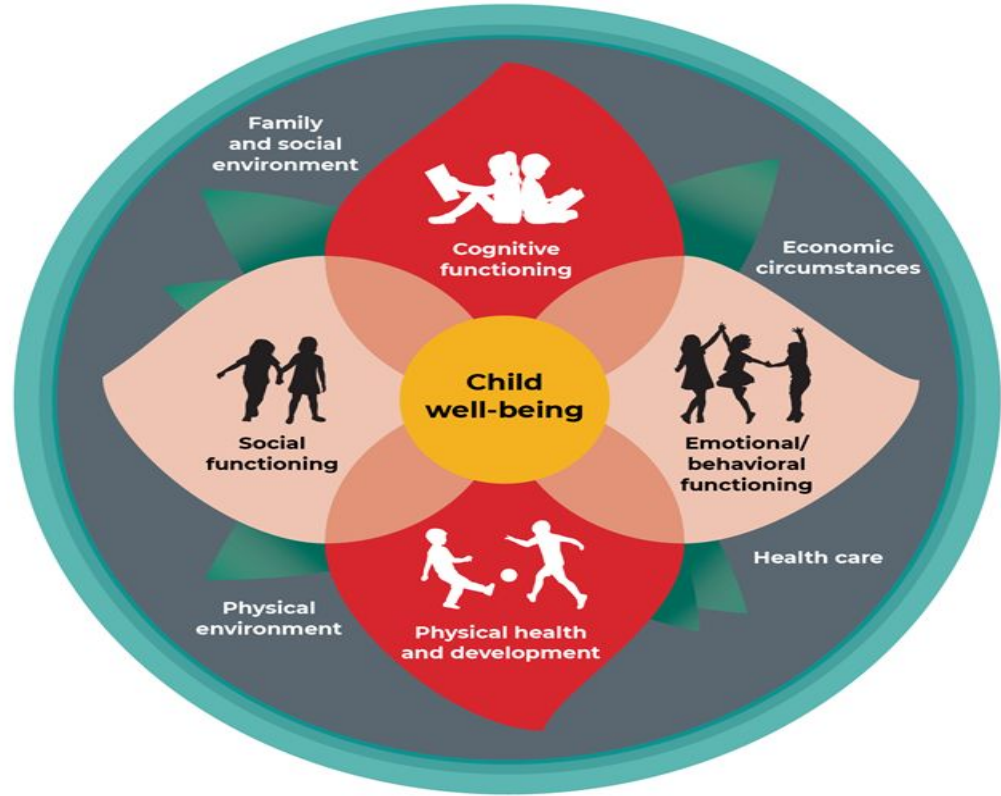 Family
and social
environment
Cognitive
functioning
Economic
circumstances
Child
well-being
Social
functioning
Emotional/
behavioral
functioning
Physical
environment
Physical health
and development
Health care